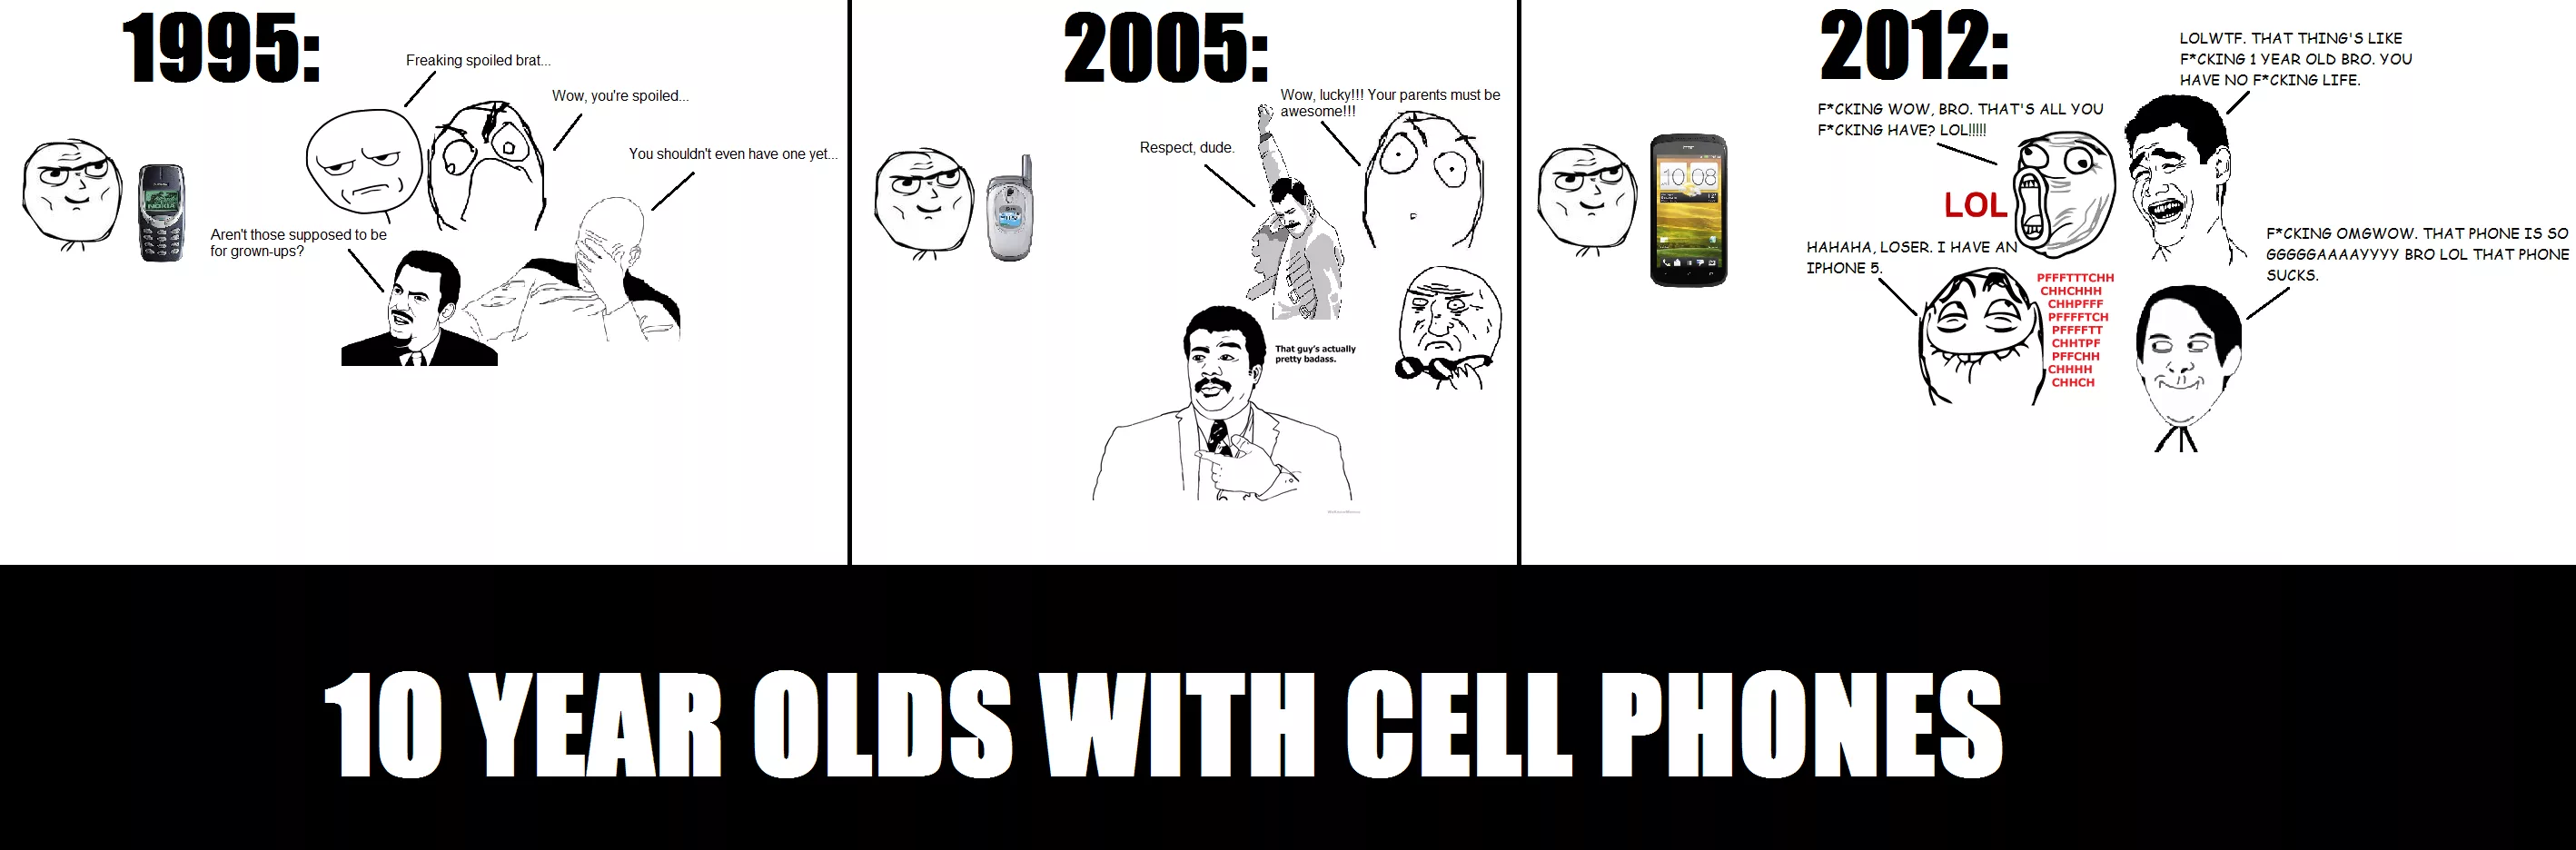 1995:
Freaking spoiled brat...
Wow, you're spoiled...
You shouldn't even have one yet...
NOKIA
Aren't those supposed to be
for grown-ups?
2005:
Wow, lucky!!! Your parents must be
awesome!!!
Respect, dude.
That guy's actually
pretty badass.
2012:
LOLWTF. THAT THING'S LIKE
F*CKING 1 YEAR OLD BRO. YOU
HAVE NO F*CKING LIFE.
F*CKING WOW, BRO. THAT'S ALL YOU
F*CKING HAVE? LOL!!!!!
10 08
LOL
HAHAHA, LOSER. I HAVE AN
IPHONE 5.
F*CKING OMGWOW. THAT PHONE IS SO
GGGGGAAAAYYYY BRO LOL THAT PHONE
SUCKS.
PFFFTTTCHH
CHHCHHH
CHHPFFF
PFFFFTCH
PFFFFTT
CHHTPF
PFFCHH
CHHHH
CHHCH
10 YEAR OLDS WITH CELL PHONES